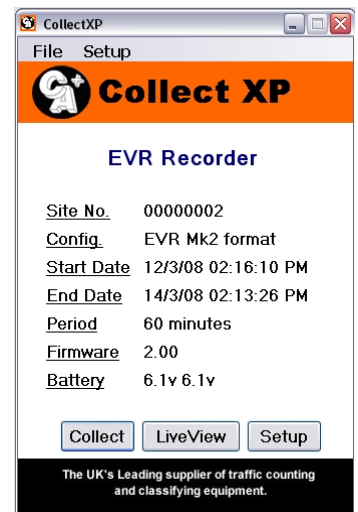 CollectXP
File Setup
CA Collect XP
EVR Recorder
Site No. 00000002
Config. EVR Mk2 format
Start Date 12/3/08 02:16:10 PM
End Date 14/3/08 02:13:26 PM
Period 60 minutes
Firmware 2.00
Battery 6.1v 6.1v
Collect LiveView Setup
The UK's Leading supplier of traffic counting
and classifying equipment.